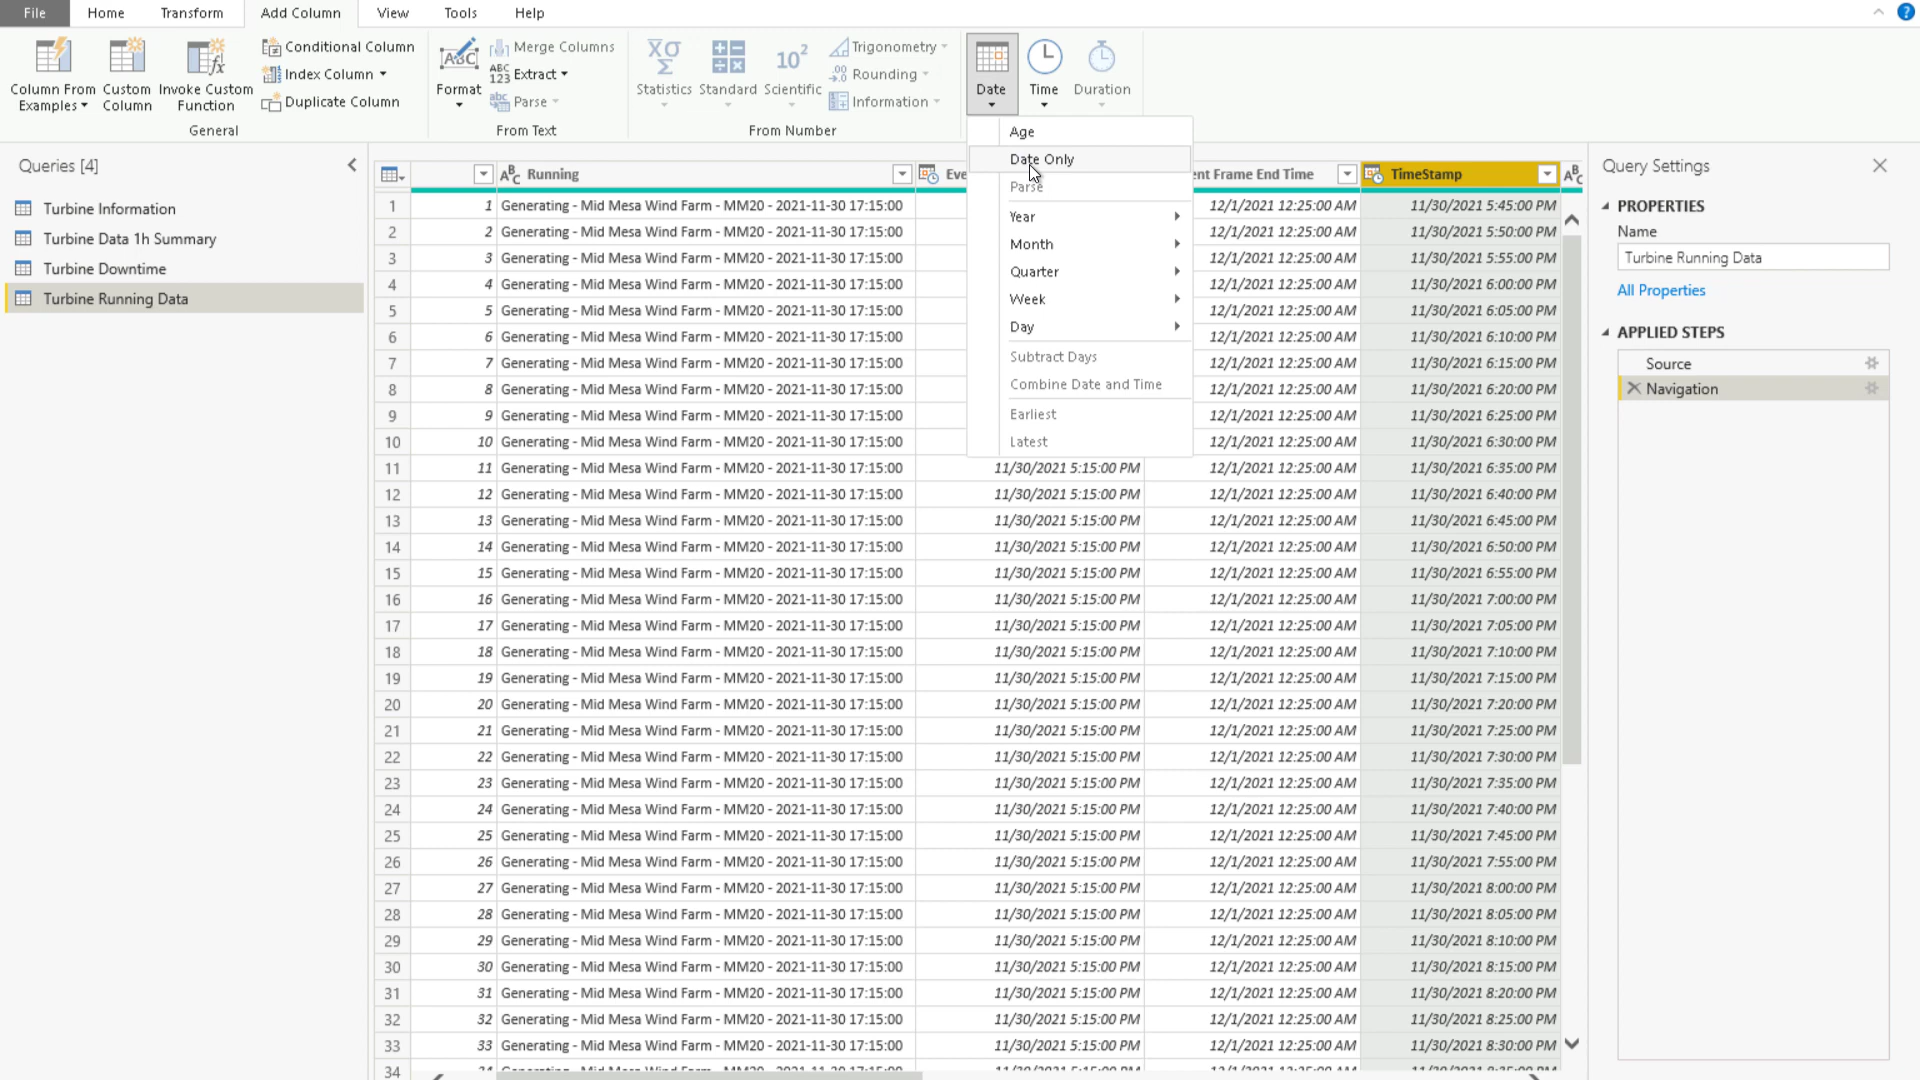 File Home Transform Add Column View Tools Help
Column From Examples
Custom Column
Invoke Custom Function
Conditional Column
Index Column
Duplicate Column
General
Format
Merge Columns
Extract
Parse
From Text
Statistics
Standard
Scientific
Trigonometry
Rounding
Information
From Number
Date
Time
Duration
Age
Date Only
Parse
Year
Month
Quarter
Week
Day
Subtract Days
Combine Date and Time
Earliest
Latest
Queries [4]
Turbine Information
Turbine Data 1h Summary
Turbine Downtime
Turbine Running Data
Running Eve nt Frame End Time TimeStamp
1 1 Generating - Mid Mesa Wind Farm - MM20 - 2021-11-30 17:15:00 12/1/2021 12:25:00 AM 11/30/2021 5:45:00 PM
2 2 Generating - Mid Mesa Wind Farm - MM20 - 2021-11-30 17:15:00 12/1/2021 12:25:00 AM 11/30/2021 5:50:00 PM
3 3 Generating - Mid Mesa Wind Farm - MM20 - 2021-11-30 17:15:00 12/1/2021 12:25:00 AM 11/30/2021 5:55:00 PM
4 4 Generating - Mid Mesa Wind Farm - MM20 - 2021-11-30 17:15:00 12/1/2021 12:25:00 AM 11/30/2021 6:00:00 PM
5 5 Generating - Mid Mesa Wind Farm - MM20 - 2021-11-30 17:15:00 12/1/2021 12:25:00 AM 11/30/2021 6:05:00 PM
6 6 Generating - Mid Mesa Wind Farm - MM20 - 2021-11-30 17:15:00 12/1/2021 12:25:00 AM 11/30/2021 6:10:00 PM
7 7 Generating - Mid Mesa Wind Farm - MM20 - 2021-11-30 17:15:00 12/1/2021 12:25:00 AM 11/30/2021 6:15:00 PM
8 8 Generating - Mid Mesa Wind Farm - MM20 - 2021-11-30 17:15:00 12/1/2021 12:25:00 AM 11/30/2021 6:20:00 PM
9 9 Generating - Mid Mesa Wind Farm - MM20 - 2021-11-30 17:15:00 12/1/2021 12:25:00 AM 11/30/2021 6:25:00 PM
10 10 Generating - Mid Mesa Wind Farm - MM20 - 2021-11-30 17:15:00 12/1/2021 12:25:00 AM 11/30/2021 6:30:00 PM
11 11 Generating - Mid Mesa Wind Farm - MM20 - 2021-11-30 17:15:00 11/30/2021 5:15:00 PM 12/1/2021 12:25:00 AM 11/30/2021 6:35:00 PM
12 12 Generating - Mid Mesa Wind Farm - MM20 - 2021-11-30 17:15:00 11/30/2021 5:15:00 PM 12/1/2021 12:25:00 AM 11/30/2021 6:40:00 PM
13 13 Generating - Mid Mesa Wind Farm - MM20 - 2021-11-30 17:15:00 11/30/2021 5:15:00 PM 12/1/2021 12:25:00 AM 11/30/2021 6:45:00 PM
14 14 Generating - Mid Mesa Wind Farm - MM20 - 2021-11-30 17:15:00 11/30/2021 5:15:00 PM 12/1/2021 12:25:00 AM 11/30/2021 6:50:00 PM
15 15 Generating - Mid Mesa Wind Farm - MM20 - 2021-11-30 17:15:00 11/30/2021 5:15:00 PM 12/1/2021 12:25:00 AM 11/30/2021 6:55:00 PM
16 16 Generating - Mid Mesa Wind Farm - MM20 - 2021-11-30 17:15:00 11/30/2021 5:15:00 PM 12/1/2021 12:25:00 AM 11/30/2021 7:00:00 PM
17 17 Generating - Mid Mesa Wind Farm - MM20 - 2021-11-30 17:15:00 11/30/2021 5:15:00 PM 12/1/2021 12:25:00 AM 11/30/2021 7:05:00 PM
18 18 Generating - Mid Mesa Wind Farm - MM20 - 2021-11-30 17:15:00 11/30/2021 5:15:00 PM 12/1/2021 12:25:00 AM 11/30/2021 7:10:00 PM
19 19 Generating - Mid Mesa Wind Farm - MM20 - 2021-11-30 17:15:00 11/30/2021 5:15:00 PM 12/1/2021 12:25:00 AM 11/30/2021 7:15:00 PM
20 20 Generating - Mid Mesa Wind Farm - MM20 - 2021-11-30 17:15:00 11/30/2021 5:15:00 PM 12/1/2021 12:25:00 AM 11/30/2021 7:20:00 PM
21 21 Generating - Mid Mesa Wind Farm - MM20 - 2021-11-30 17:15:00 11/30/2021 5:15:00 PM 12/1/2021 12:25:00 AM 11/30/2021 7:25:00 PM
22 22 Generating - Mid Mesa Wind Farm - MM20 - 2021-11-30 17:15:00 11/30/2021 5:15:00 PM 12/1/2021 12:25:00 AM 11/30/2021 7:30:00 PM
23 23 Generating - Mid Mesa Wind Farm - MM20 - 2021-11-30 17:15:00 11/30/2021 5:15:00 PM 12/1/2021 12:25:00 AM 11/30/2021 7:35:00 PM
24 24 Generating - Mid Mesa Wind Farm - MM20 - 2021-11-30 17:15:00 11/30/2021 5:15:00 PM 12/1/2021 12:25:00 AM 11/30/2021 7:40:00 PM
25 25 Generating - Mid Mesa Wind Farm - MM20 - 2021-11-30 17:15:00 11/30/2021 5:15:00 PM 12/1/2021 12:25:00 AM 11/30/2021 7:45:00 PM
26 26 Generating - Mid Mesa Wind Farm - MM20 - 2021-11-30 17:15:00 11/30/2021 5:15:00 PM 12/1/2021 12:25:00 AM 11/30/2021 7:55:00 PM
27 27 Generating - Mid Mesa Wind Farm - MM20 - 2021-11-30 17:15:00 11/30/2021 5:15:00 PM 12/1/2021 12:25:00 AM 11/30/2021 8:00:00 PM
28 28 Generating - Mid Mesa Wind Farm - MM20 - 2021-11-30 17:15:00 11/30/2021 5:15:00 PM 12/1/2021 12:25:00 AM 11/30/2021 8:05:00 PM
29 29 Generating - Mid Mesa Wind Farm - MM20 - 2021-11-30 17:15:00 11/30/2021 5:15:00 PM 12/1/2021 12:25:00 AM 11/30/2021 8:10:00 PM
30 30 Generating - Mid Mesa Wind Farm - MM20 - 2021-11-30 17:15:00 11/30/2021 5:15:00 PM 12/1/2021 12:25:00 AM 11/30/2021 8:15:00 PM
31 31 Generating - Mid Mesa Wind Farm - MM20 - 2021-11-30 17:15:00 11/30/2021 5:15:00 PM 12/1/2021 12:25:00 AM 11/30/2021 8:20:00 PM
32 32 Generating - Mid Mesa Wind Farm - MM20 - 2021-11-30 17:15:00 11/30/2021 5:15:00 PM 12/1/2021 12:25:00 AM 11/30/2021 8:25:00 PM
33 33 Generating - Mid Mesa Wind Farm - MM20 - 2021-11-30 17:15:00 11/30/2021 5:15:00 PM 12/1/2021 12:25:00 AM 11/30/2021 8:30:00 PM
34
Query Settings
PROPERTIES
Name
Turbine Running Data
All Properties
APPLIED STEPS
Source
Navigation